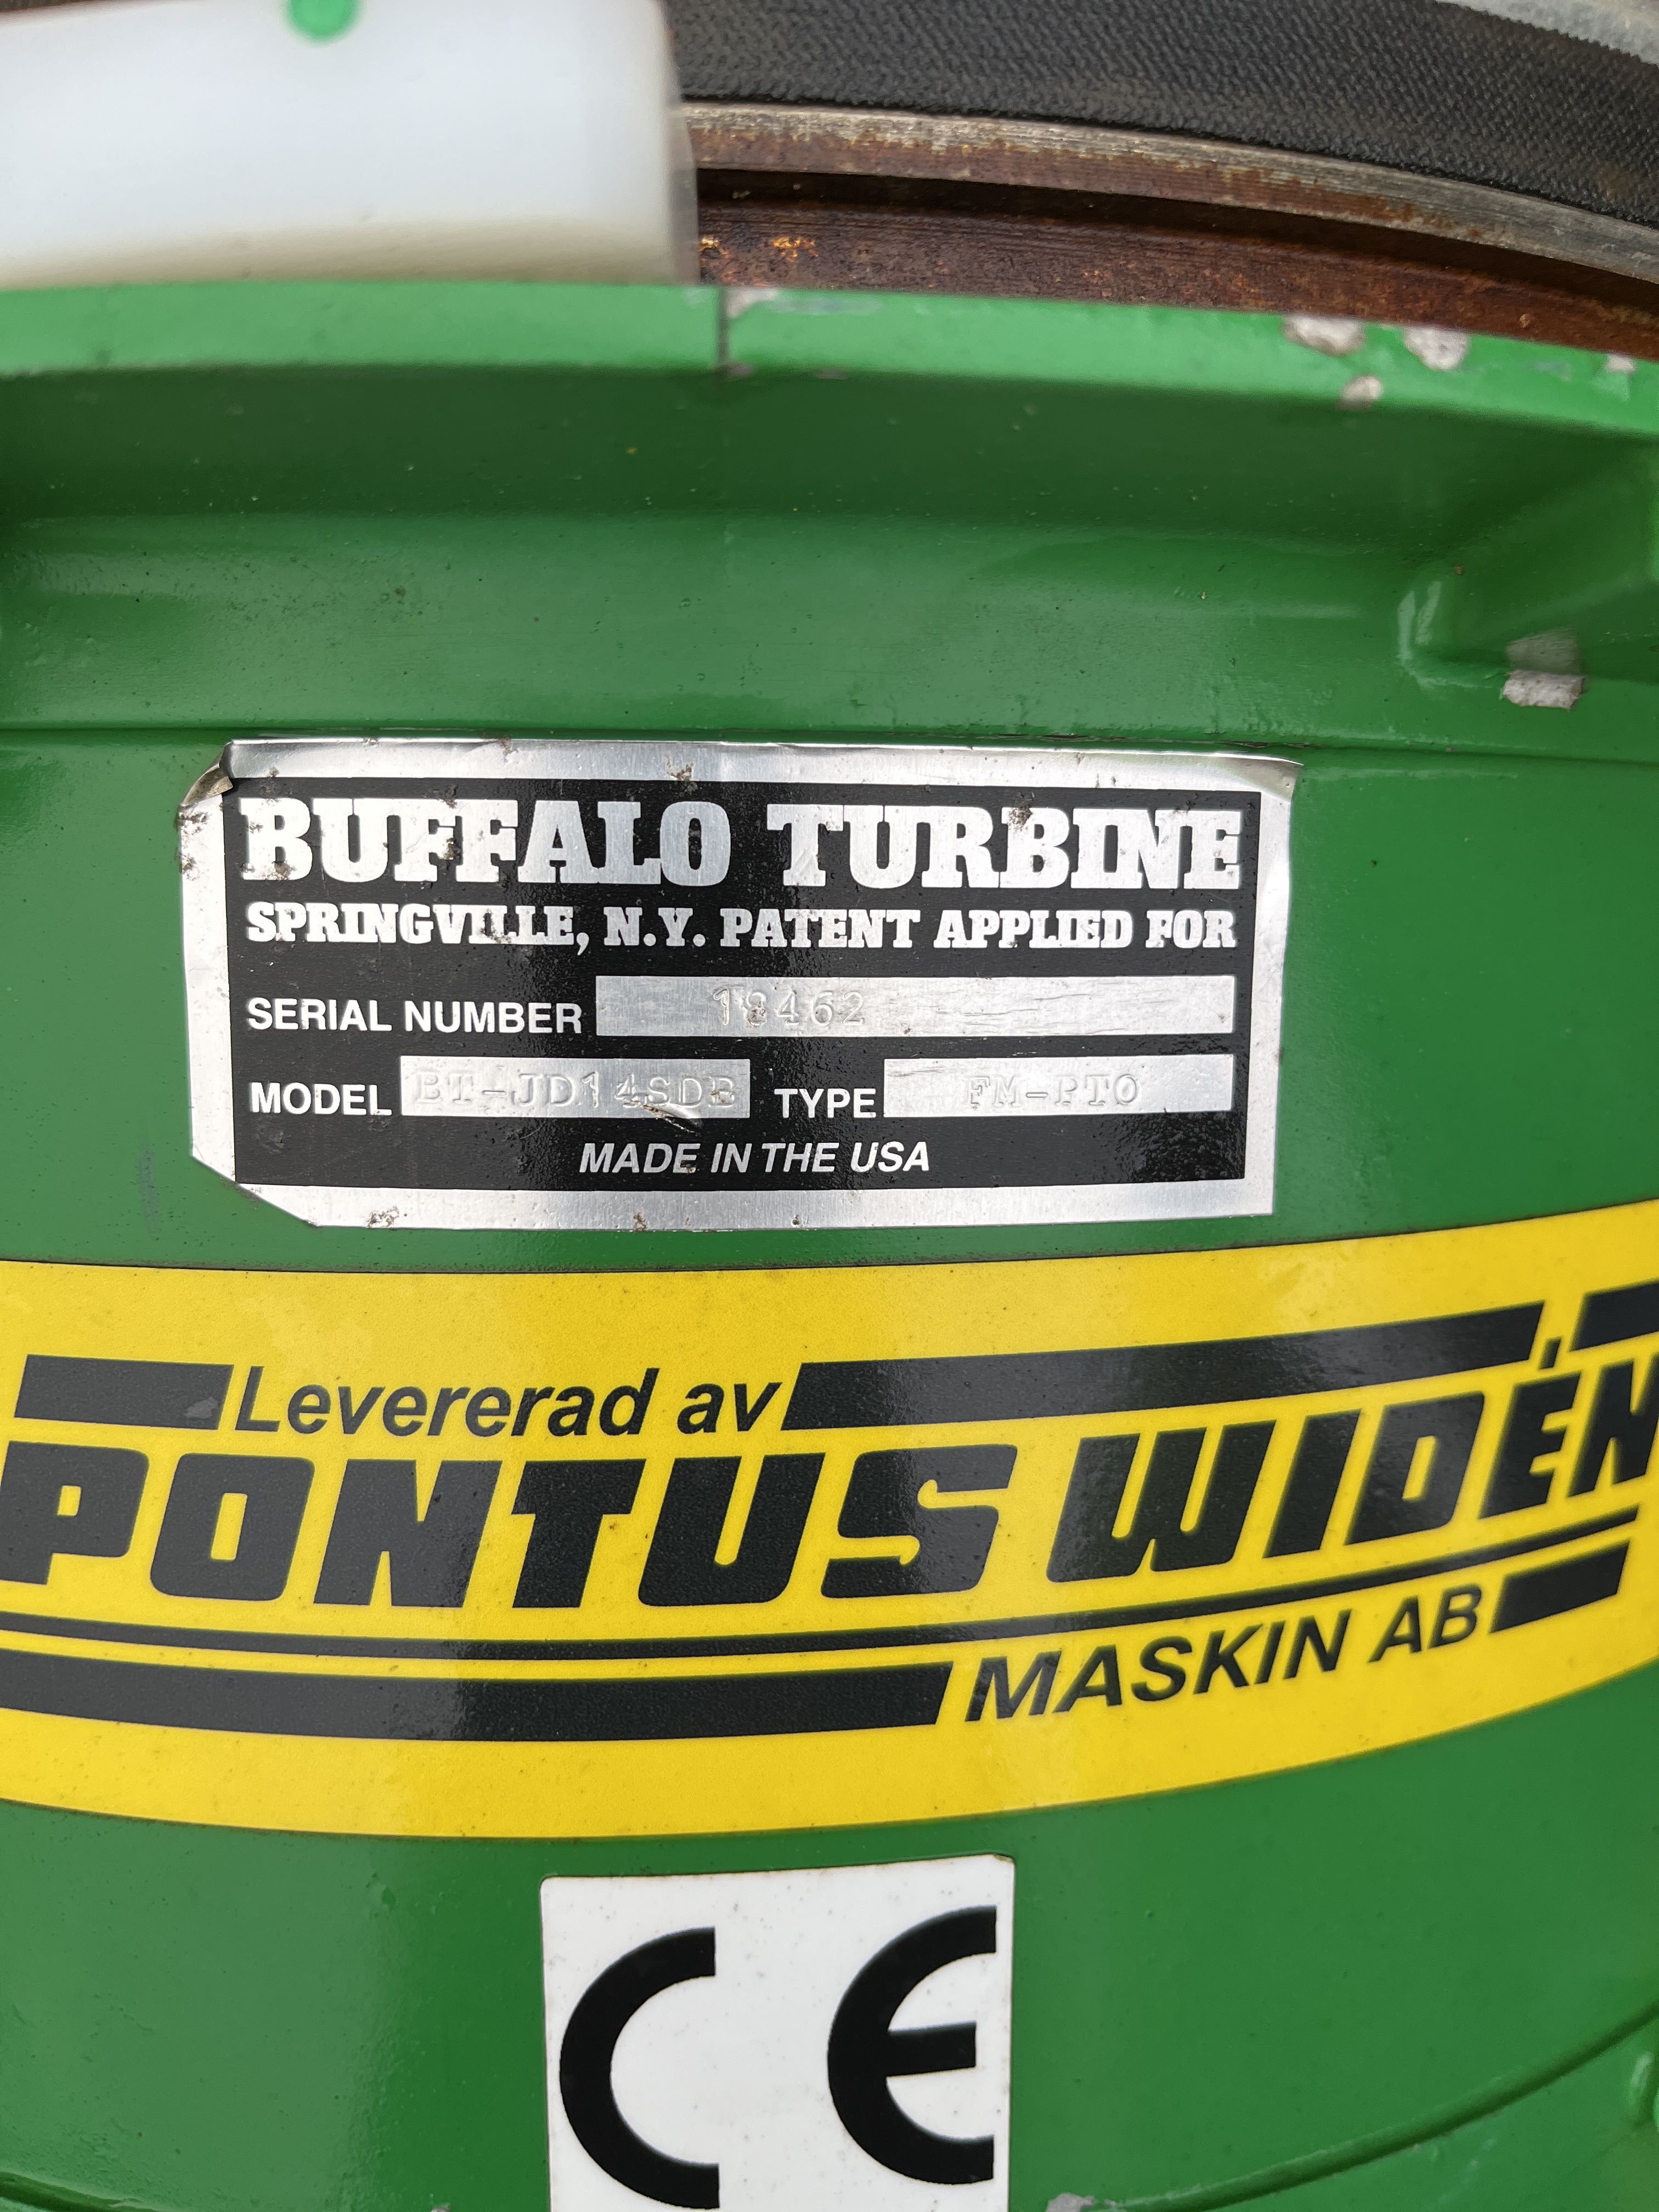 BUFFALO TURBINE
SPRINGVILLE, N.Y. PATENT APPLIED FOR
SERIAL NUMBER 18462
MODEL BT-JD14SDB TYPE FM-PTO
MADE IN THE USA
Levererad av
PONTUS WIDÉN
MASKIN AB
CE